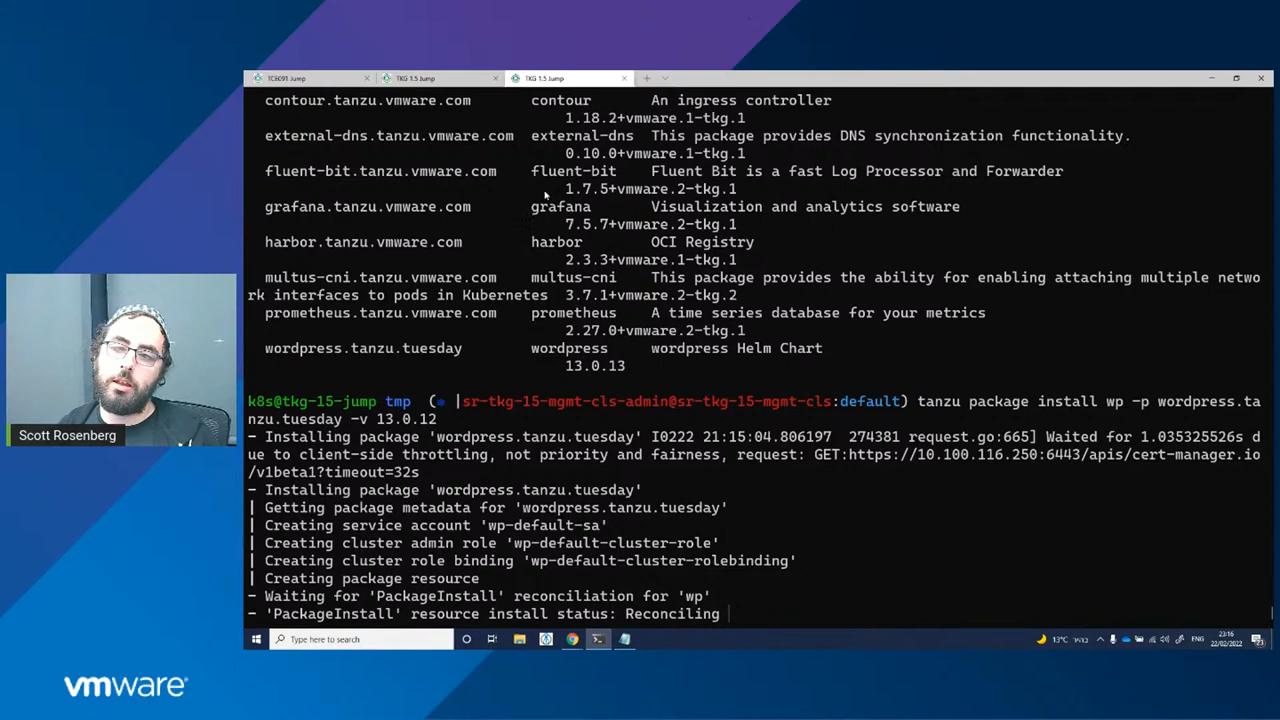 TCE091 Jump
TKG 1.5 Jump
TKG 1.5 Jump
contour.tanzu.vmware.com contour An ingress controller
1.18.2+vmware.1-tkg.1
external-dns.tanzu.vmware.com external-dns This package provides DNS synchronization functionality.
0.10.0+vmware.1-tkg.1
fluent-bit.tanzu.vmware.com fluent-bit Fluent Bit is a fast Log Processor and Forwarder
1.7.5+vmware.2-tkg.1
grafana.tanzu.vmware.com grafana Visualization and analytics software
7.5.7+vmware.2-tkg.1
harbor.tanzu.vmware.com harbor OCI Registry
2.3.3+vmware.1-tkg.1
multus-cni.tanzu.vmware.com multus-cni This package provides the ability for enabling attaching multiple netwo
rk interfaces to pods in Kubernetes 3.7.1+vmware.2-tkg.2
prometheus.tanzu.vmware.com prometheus A time series database for your metrics
2.27.0+vmware.2-tkg.1
wordpress.tanzu.tuesday wordpress wordpress Helm Chart
13.0.13
k8s@tkg-15-jump tmp (⎈ |sr-tkg-15-mgmt-cls-admin@sr-tkg-15-mgmt-cls:default) tanzu package install wp -p wordpress.ta
nzu.tuesday -v 13.0.12
- Installing package 'wordpress.tanzu.tuesday' I0222 21:15:04.806197 274381 request.go:665] Waited for 1.035325526s d
ue to client-side throttling, not priority and fairness, request: GET:https://10.100.116.250:6443/apis/cert-manager.io
/v1beta1?timeout=32s
- Installing package 'wordpress.tanzu.tuesday'
| Getting package metadata for 'wordpress.tanzu.tuesday'
| Creating service account 'wp-default-sa'
| Creating cluster admin role 'wp-default-cluster-role'
| Creating cluster role binding 'wp-default-cluster-rolebinding'
| Creating package resource
- Waiting for 'PackageInstall' reconciliation for 'wp'
- 'PackageInstall' resource install status: Reconciling
Scott Rosenberg
Type here to search
13°C בהיר
ENG
23:16
22/02/2022
vmware